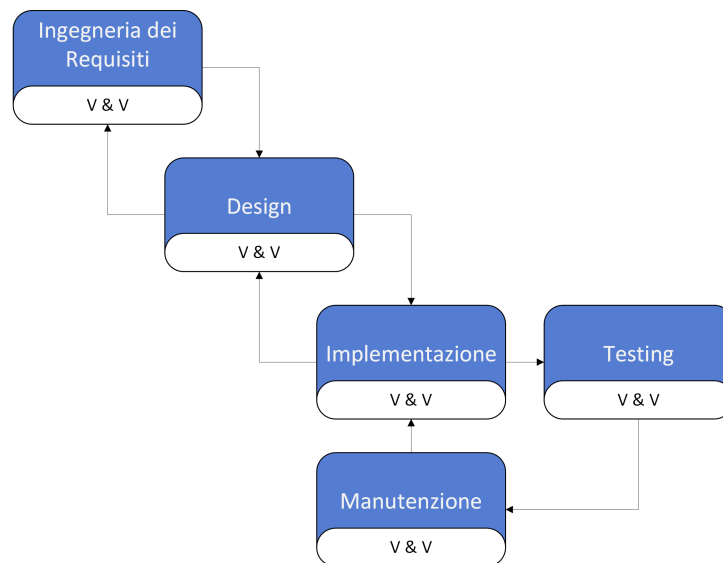 Ingegneria dei
Requisiti
V & V
Design
V & V
Implementazione
V & V
Testing
V & V
Manutenzione
V & V